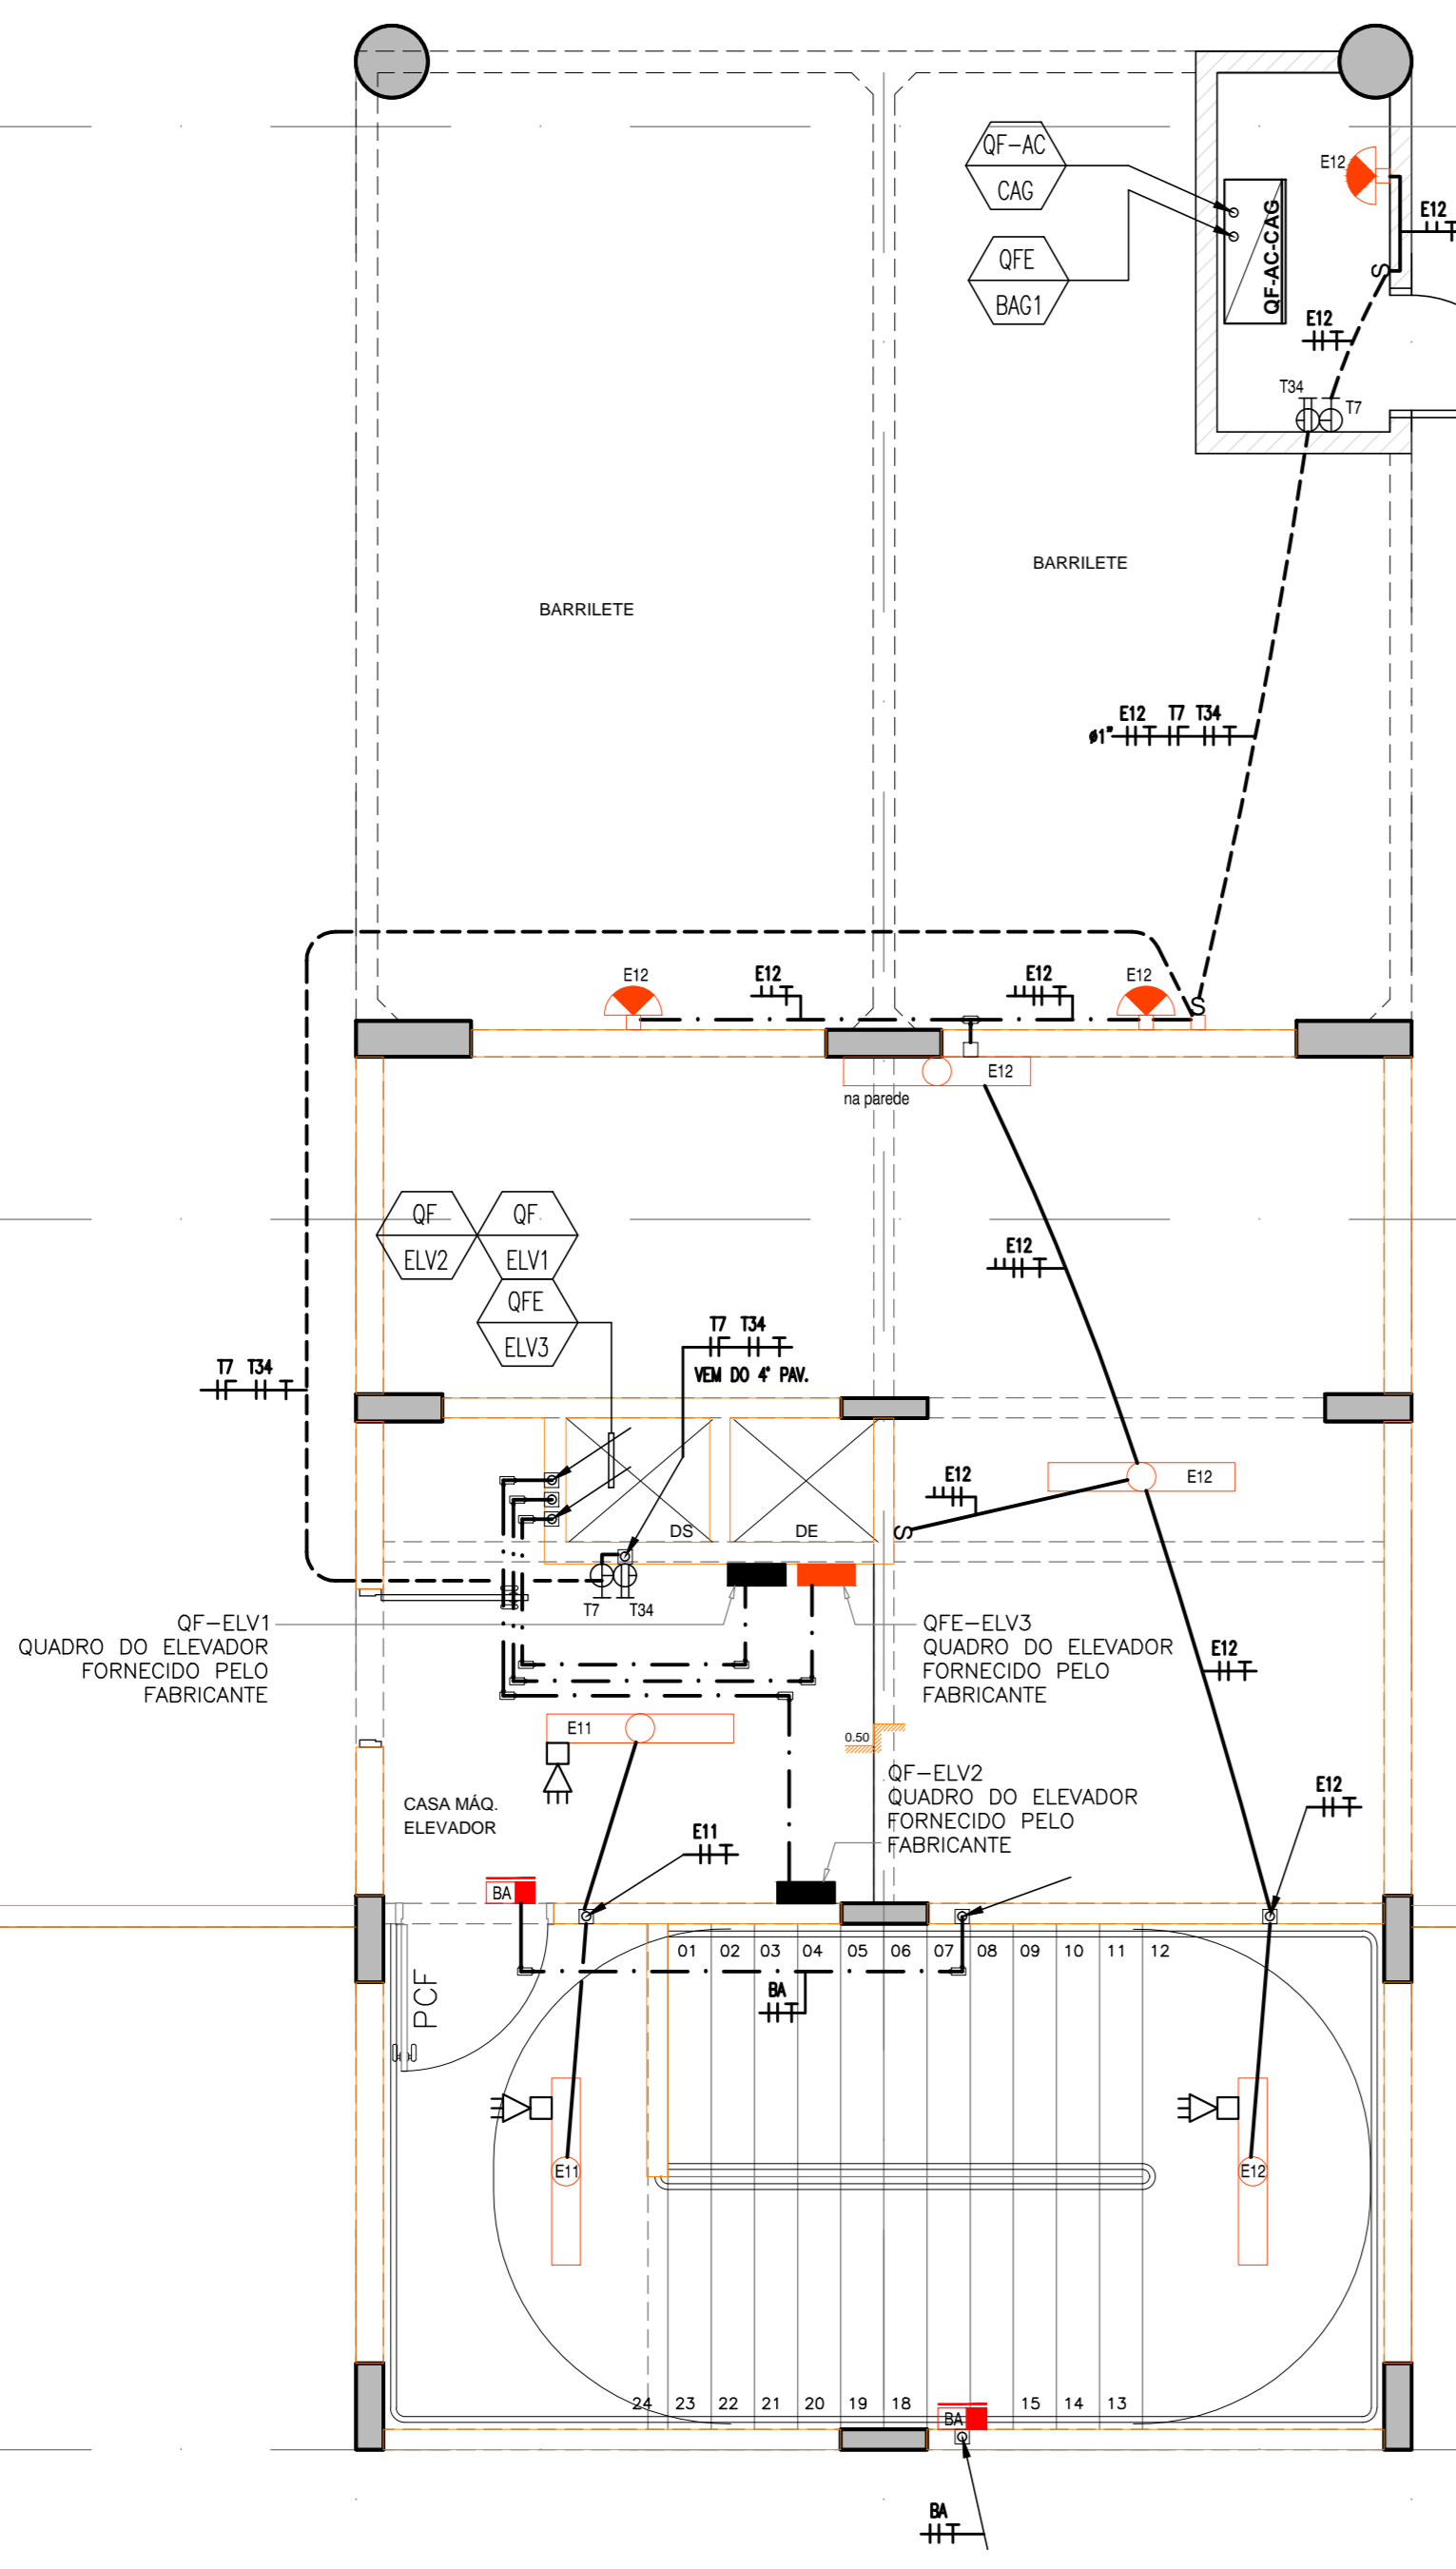 QF-AC
CAG
QFE
BAG1
QF-AC-CAG
E12
E12
E12
T34
T7
BARRILETE
BARRILETE
ø1"
E12 T7 T34
E12
E12
E12
E12
E12
na parede
QF
ELV2
QF
ELV1
QFE
ELV3
E12
T7 T34
VEM DO 4° PAV.
T7 T34
E12
E12
S
S
S
DS
DE
T7
T34
QF-ELV1
QUADRO DO ELEVADOR
FORNECIDO PELO
FABRICANTE
QFE-ELV3
QUADRO DO ELEVADOR
FORNECIDO PELO
FABRICANTE
E12
E11
0.50
QF-ELV2
QUADRO DO ELEVADOR
FORNECIDO PELO
FABRICANTE
CASA MÁQ.
ELEVADOR
E12
E11
BA
01 02 03 04 05 06 07 08 09 10 11 12
PCF
BA
E11
E12
24 23 22 21 20 19 18 15 14 13
BA
BA